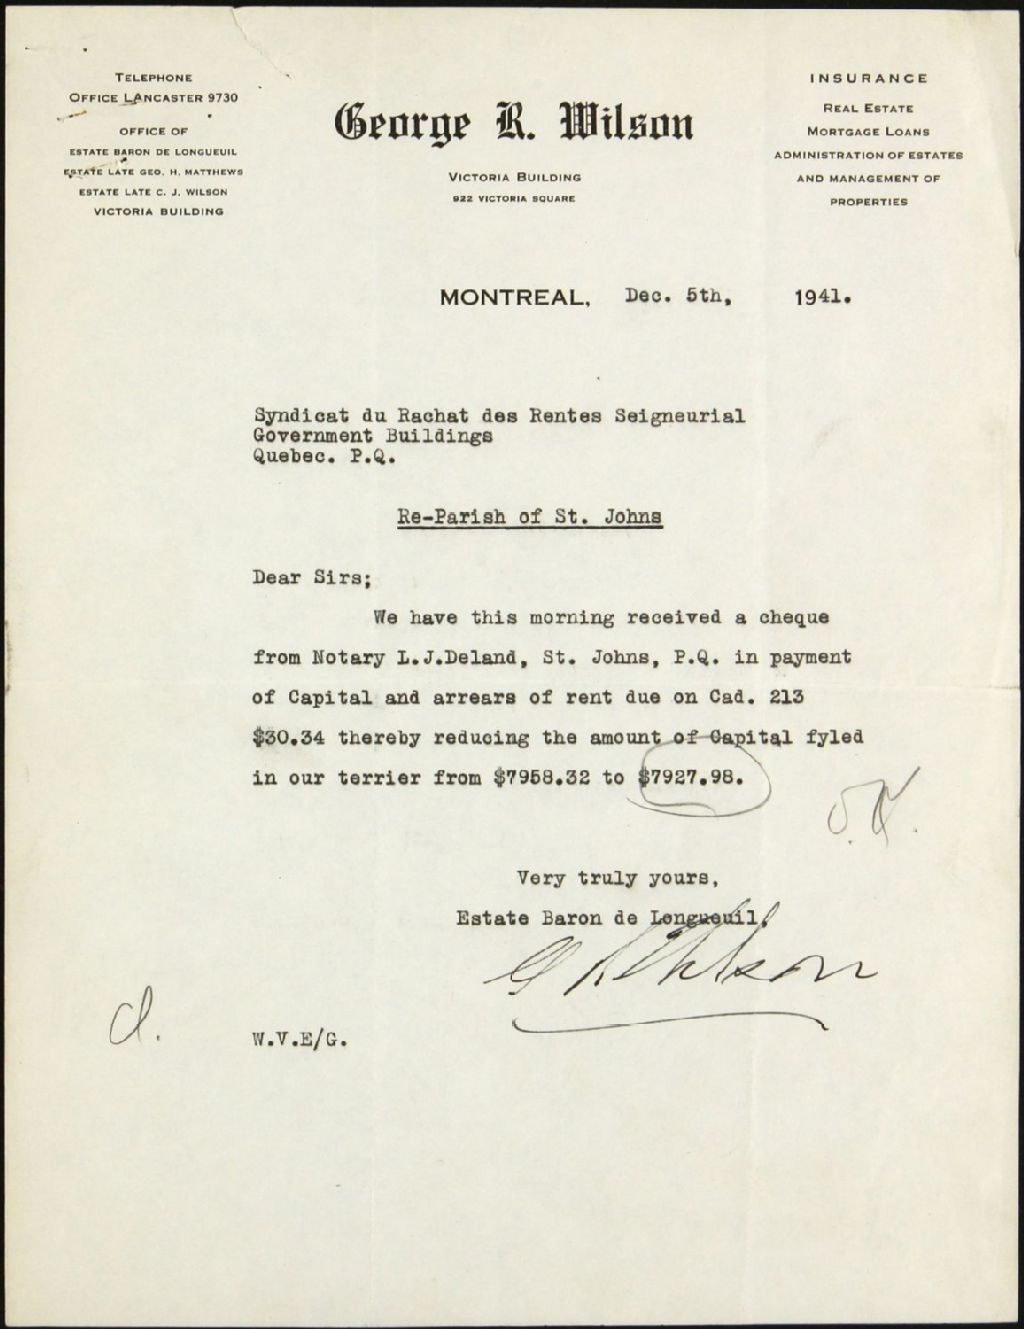 TELEPHONE
OFFICE LANCASTER 9730
OFFICE OF
ESTATE BARON DE LONGUEUIL
ESTATE LATE GEO. H. MATTHEWS
ESTATE LATE C. J. WILSON
VICTORIA BUILDING
George R. Wilson
VICTORIA BUILDING
922 VICTORIA SQUARE
INSURANCE
REAL ESTATE
MORTGAGE LOANS
ADMINISTRATION OF ESTATES
AND MANAGEMENT OF
PROPERTIES
MONTREAL, Dec. 5th, 1941.
Syndicat du Rachat des Rentes Seigneurial
Government Buildings
Quebec. P.Q.
Re-Parish of St. Johns
Dear Sirs;
We have this morning received a cheque
from Notary L.J.Deland, St. Johns, P.Q. in payment
of Capital and arrears of rent due on Cad. 213
$30.34 thereby reducing the amount of Capital fyled
in our terrier from $7958.32 to $7927.98.
O.K.
Very truly yours,
Estate Baron de Longueuil.
G R Wilson
d.
W.V.E/G.